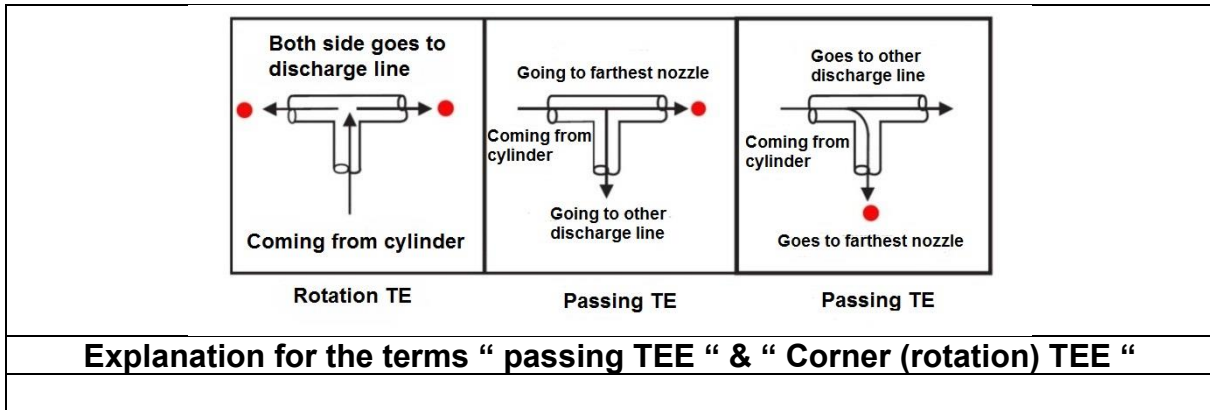 Both side goes to
discharge line
Coming from cylinder
Rotation TE
Going to farthest nozzle
Coming from
cylinder
Going to other
discharge line
Passing TE
Goes to other
discharge line
Coming from
cylinder
Goes to farthest nozzle
Passing TE
Explanation for the terms “ passing TEE “ & “ Corner (rotation) TEE “